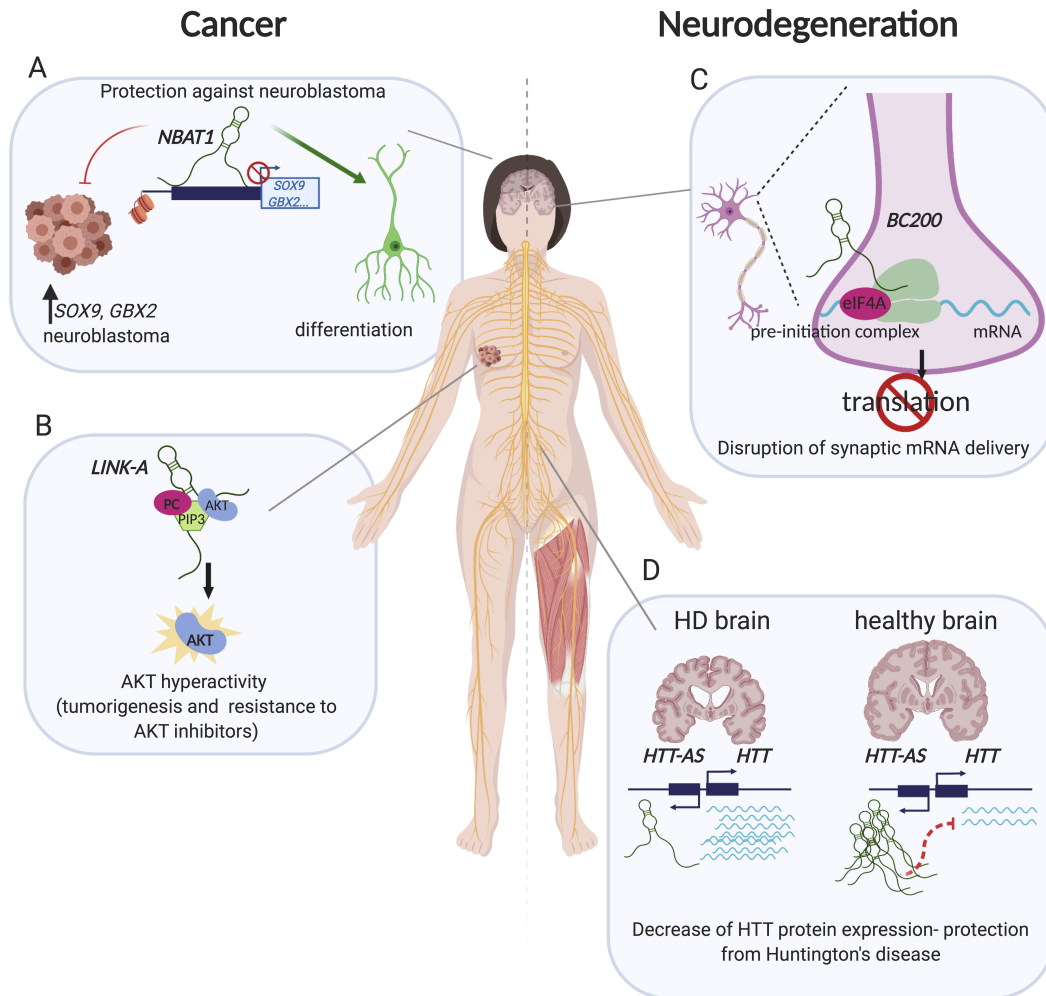 Cancer
Neurodegeneration
A
Protection against neuroblastoma
NBAT1
SOX9
GBX2...
SOX9, GBX2
neuroblastoma
differentiation
B
LINK-A
PC
AKT
PIP3
AKT
AKT hyperactivity
(tumorigenesis and resistance to
AKT inhibitors)
C
BC200
eIF4A
pre-initiation complex
mRNA
translation
Disruption of synaptic mRNA delivery
D
HD brain
healthy brain
HTT-AS
HTT
HTT-AS
HTT
Decrease of HTT protein expression- protection
from Huntington's disease